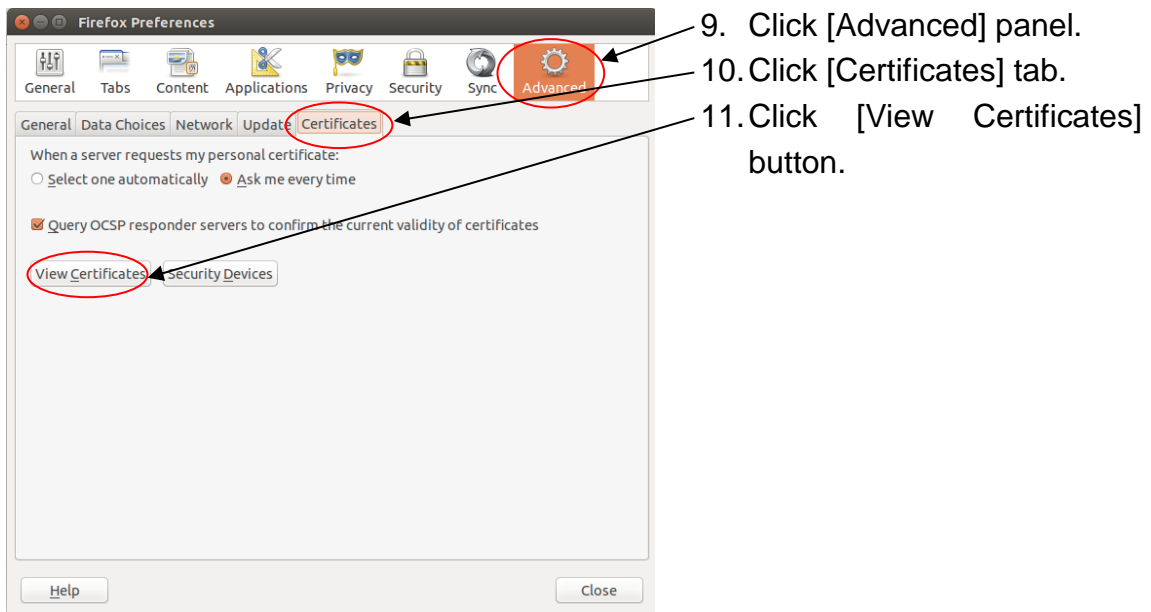 Firefox Preferences
General Tabs Content Applications Privacy Security Sync Advanced
General Data Choices Network Update Certificates
When a server requests my personal certificate:
Select one automatically Ask me every time
Query OCSP responder servers to confirm the current validity of certificates
View Certificates Security Devices
Help Close
9. Click [Advanced] panel.
10. Click [Certificates] tab.
11. Click [View Certificates]
button.